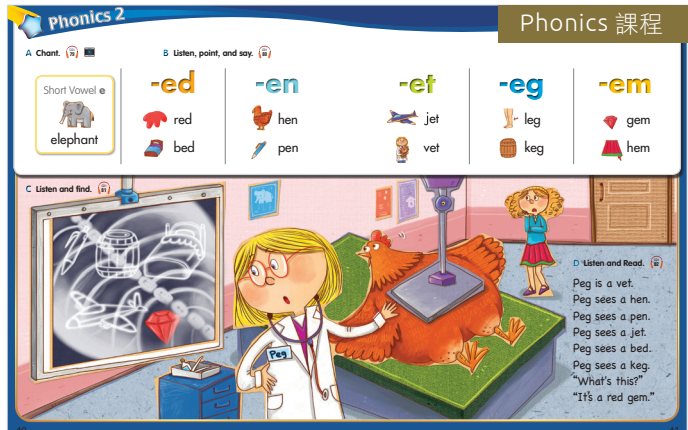 Phonics 2
Phonics 課程
A Chant. 79
B Listen, point, and say. 80
Short Vowel e
elephant
-ed
red
bed
-en
hen
pen
-et
jet
vet
-eg
leg
keg
-em
gem
hem
C Listen and find. 81
D Listen and Read.
Peg is a vet.
Peg sees a hen.
Peg sees a pen.
Peg sees a jet.
Peg sees a bed.
Peg sees a keg.
“What's this?”
“It's a red gem.”
Peg